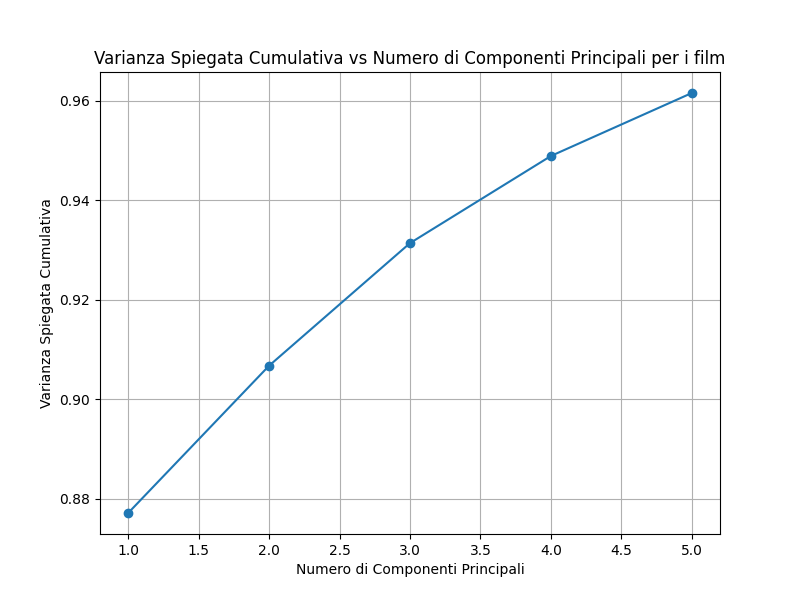 Varianza Spiegata Cumulativa vs Numero di Componenti Principali per i film
0.96
0.94
0.92
0.90
0.88
Varianza Spiegata Cumulativa
1.0 1.5 2.0 2.5 3.0 3.5 4.0 4.5 5.0
Numero di Componenti Principali